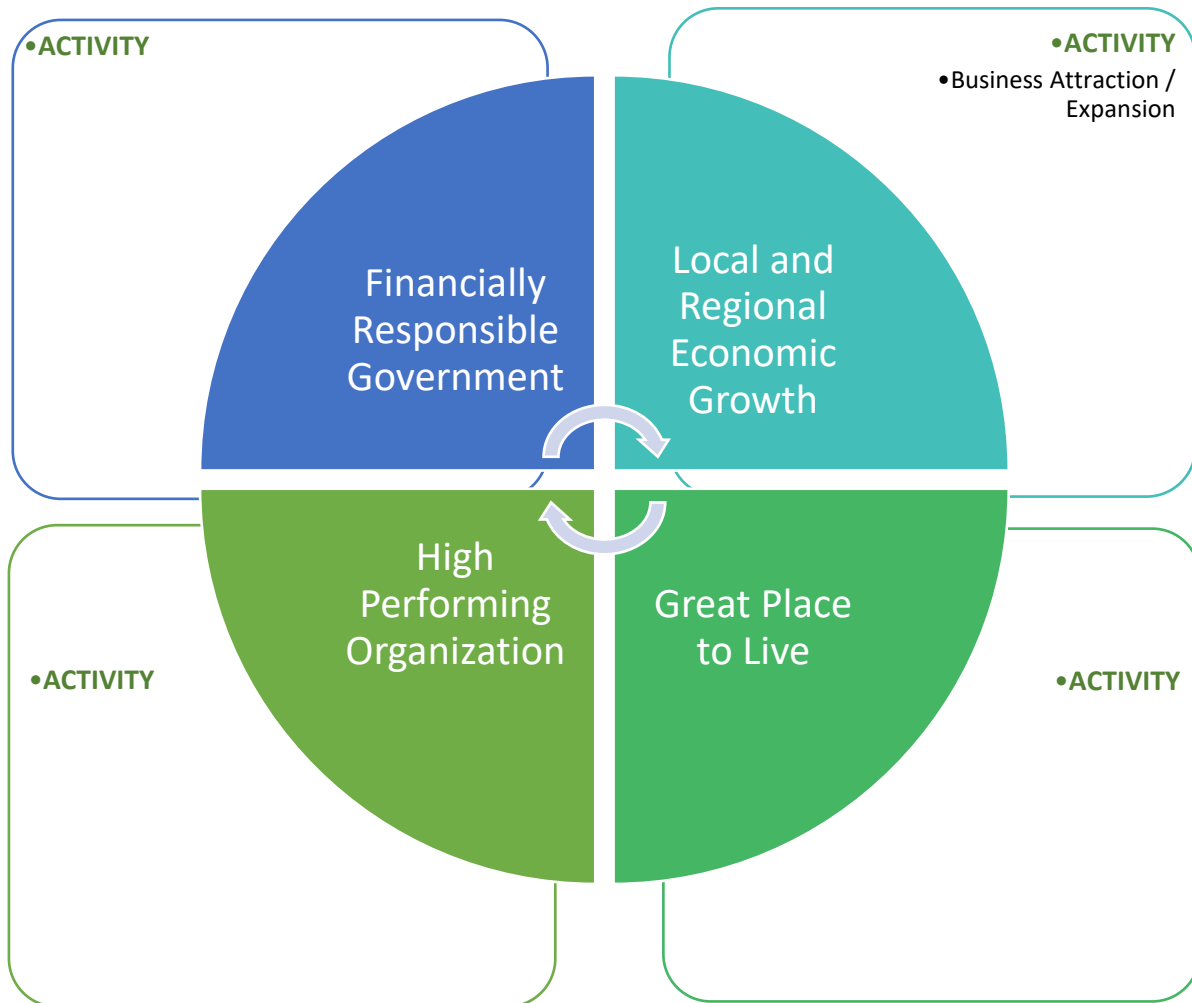 •ACTIVITY
•ACTIVITY
•Business Attraction /
Expansion
Financially
Responsible
Government
Local and
Regional
Economic
Growth
High
Performing
Organization
Great Place
to Live
•ACTIVITY
•ACTIVITY